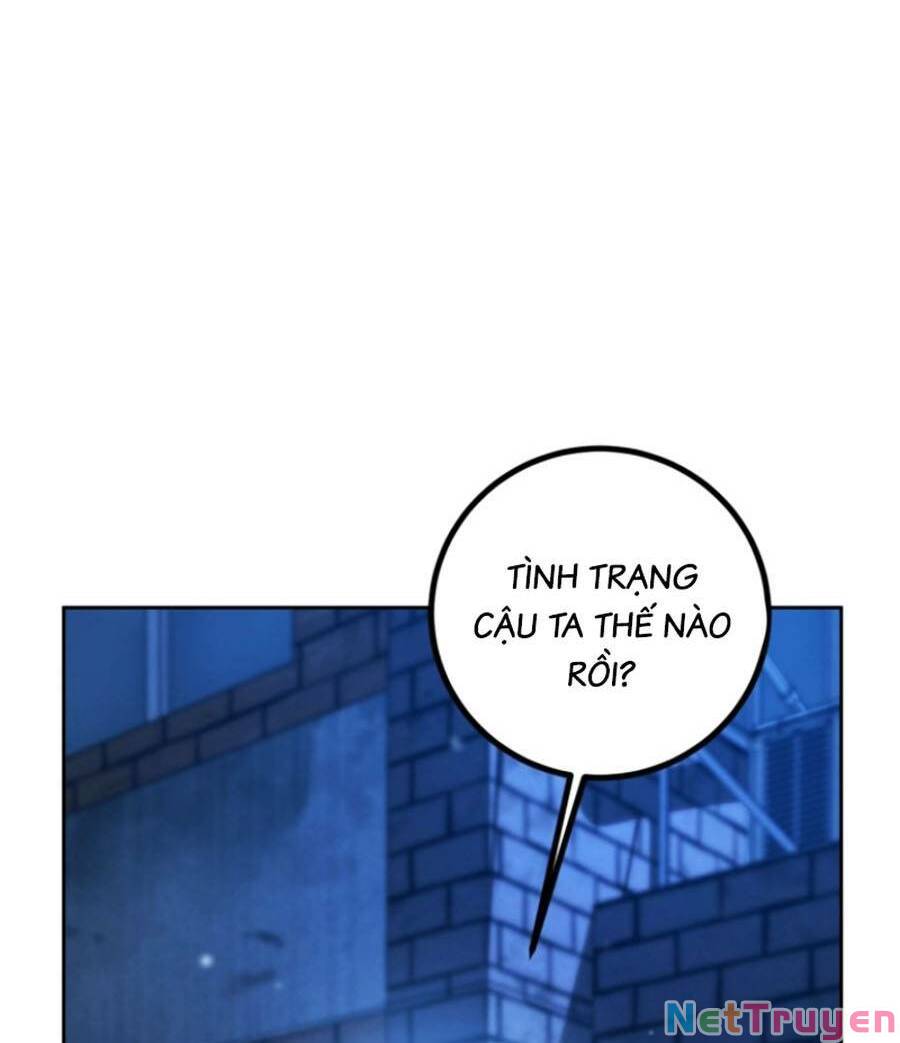 TÌNH TRẠNG
CẬU TA THẾ NÀO
RỒI?
NetTruyen